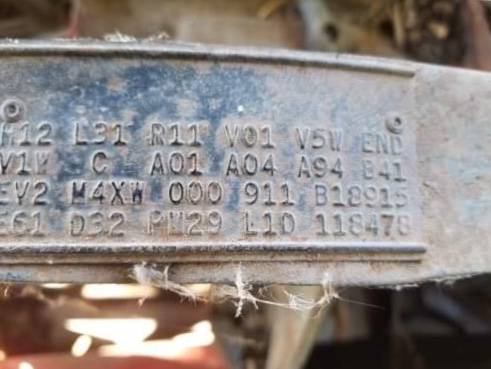 H12 L31 R11 V01 V5W END
V1W C A01 A04 A94 B41
EV2 M4XW 000 911 B18915
E61 D32 PW29 L1D 118478